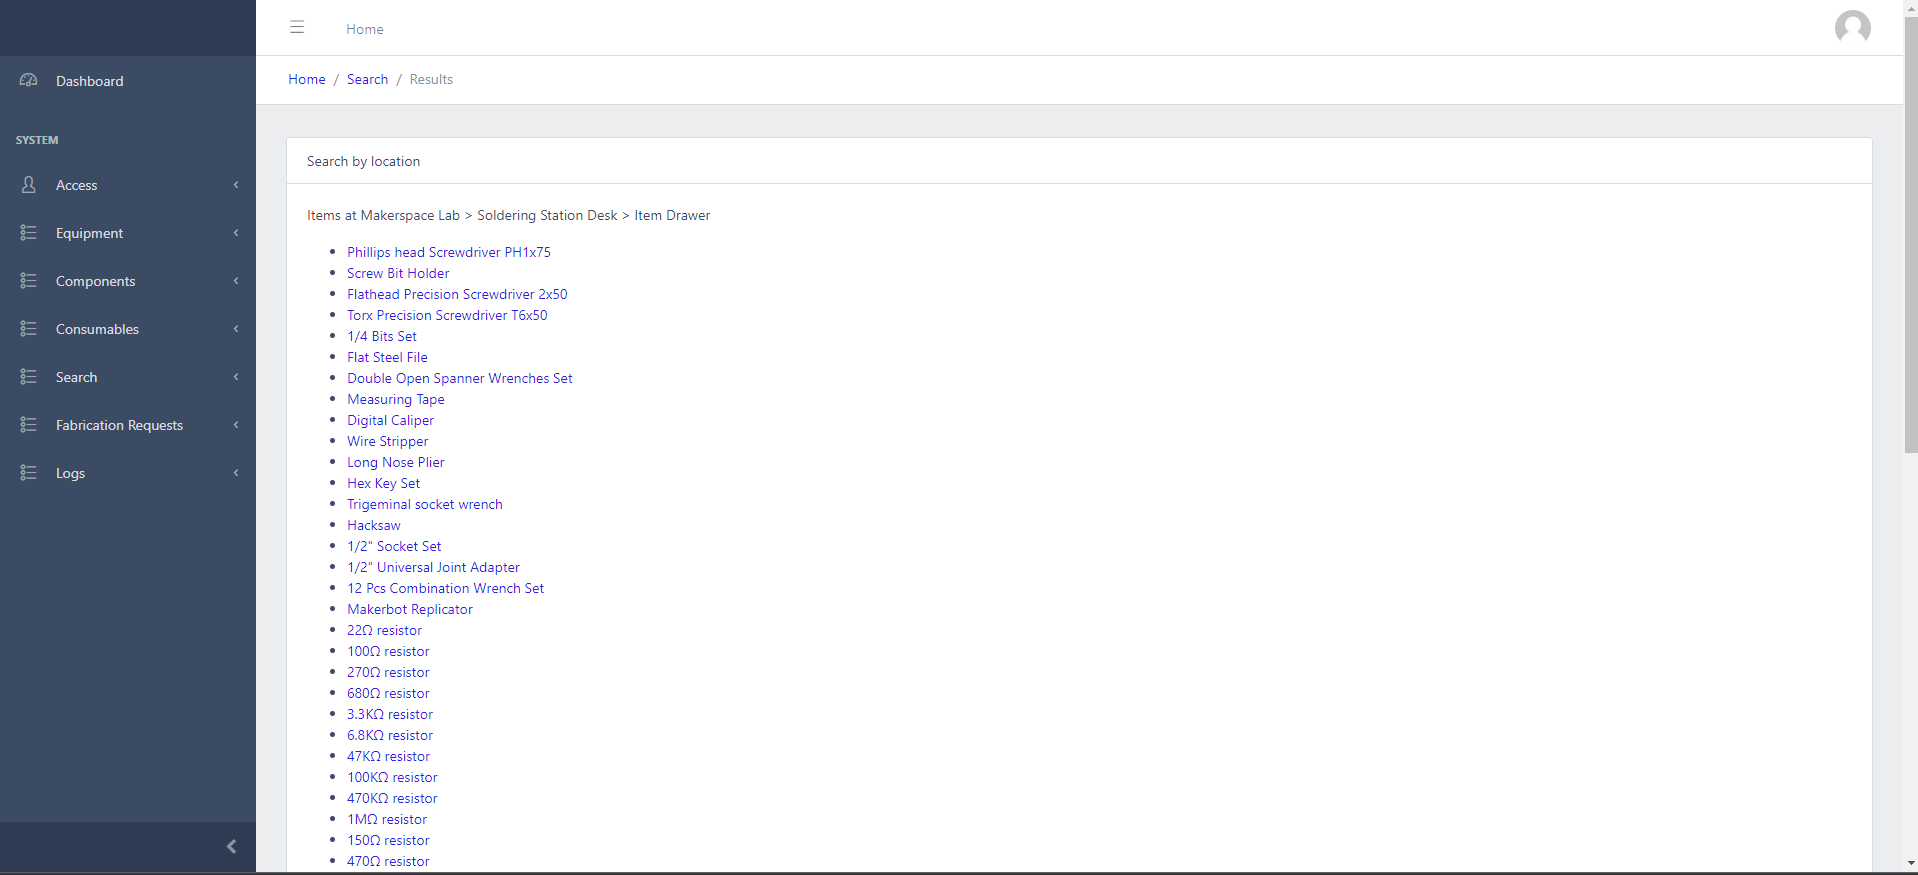 Home
Dashboard
SYSTEM
Access
Equipment
Components
Consumables
Search
Fabrication Requests
Logs
Home / Search / Results
Search by location
Items at Makerspace Lab > Soldering Station Desk > Item Drawer
Phillips head Screwdriver PH1x75
Screw Bit Holder
Flathead Precision Screwdriver 2x50
Torx Precision Screwdriver T6x50
1/4 Bits Set
Flat Steel File
Double Open Spanner Wrenches Set
Measuring Tape
Digital Caliper
Wire Stripper
Long Nose Plier
Hex Key Set
Trigeminal socket wrench
Hacksaw
1/2" Socket Set
1/2" Universal Joint Adapter
12 Pcs Combination Wrench Set
Makerbot Replicator
22Ω resistor
100Ω resistor
270Ω resistor
680Ω resistor
3.3KΩ resistor
6.8KΩ resistor
47KΩ resistor
100KΩ resistor
470KΩ resistor
1MΩ resistor
150Ω resistor
470Ω resistor